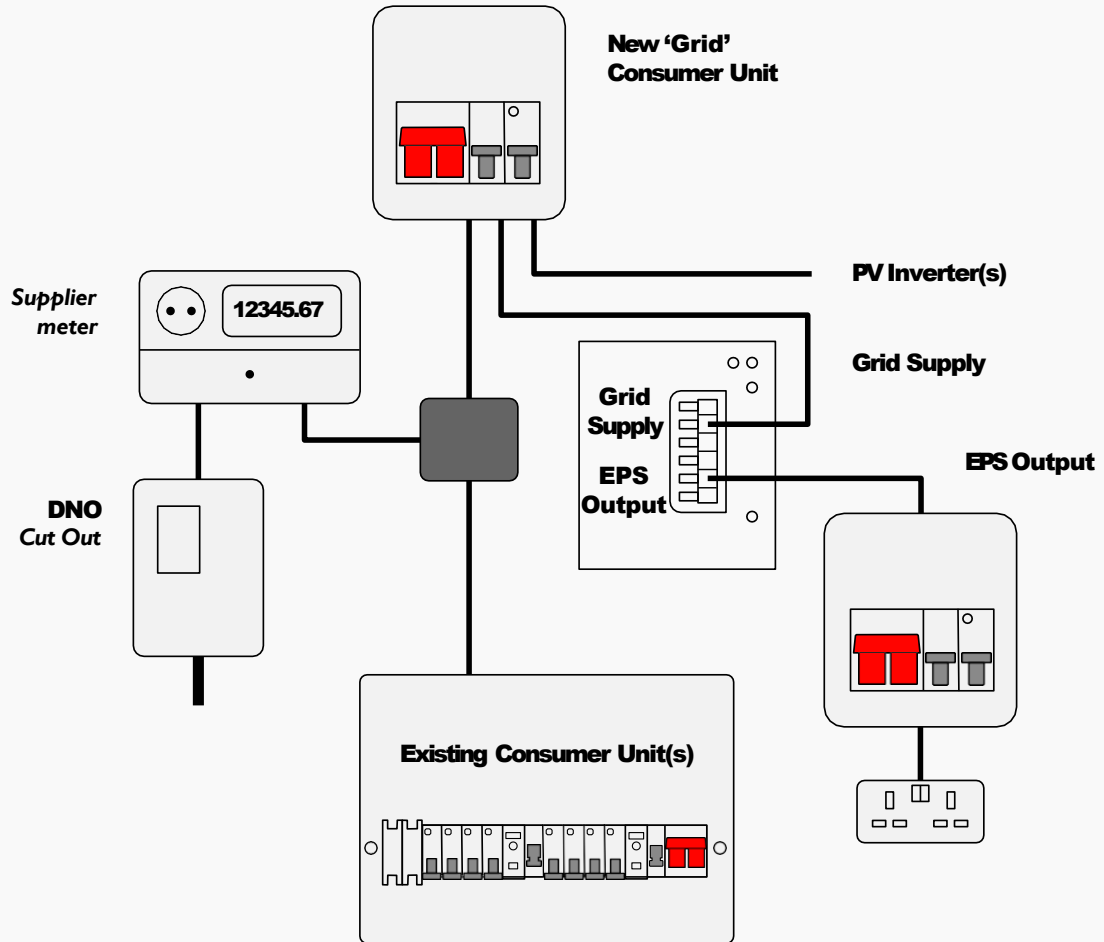 New ‘Grid’
Consumer Unit
PV Inverter(s)
Supplier
meter
12345.67
Grid Supply
Grid
Supply
EPS Output
EPS
Output
DNO
Cut Out
Existing Consumer Unit(s)